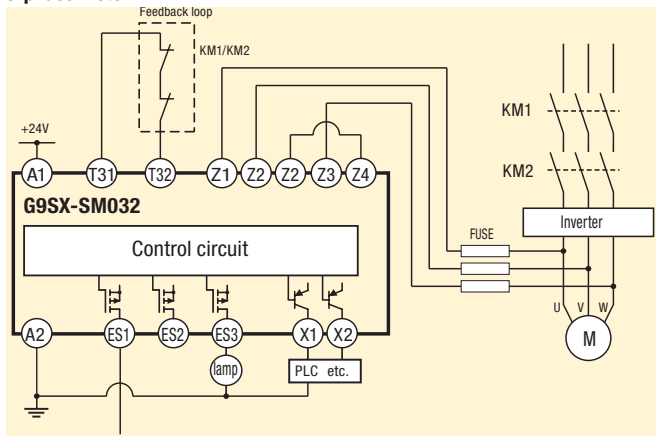 Feedback loop
KM1/KM2
+24V
A1 T31 T32 Z1 Z2 Z2 Z3 Z4
KM1
KM2
G9SX-SM032
Control circuit
Inverter
FUSE
U V W
M
A2 ES1 ES2 ES3 X1 X2
lamp
PLC etc.